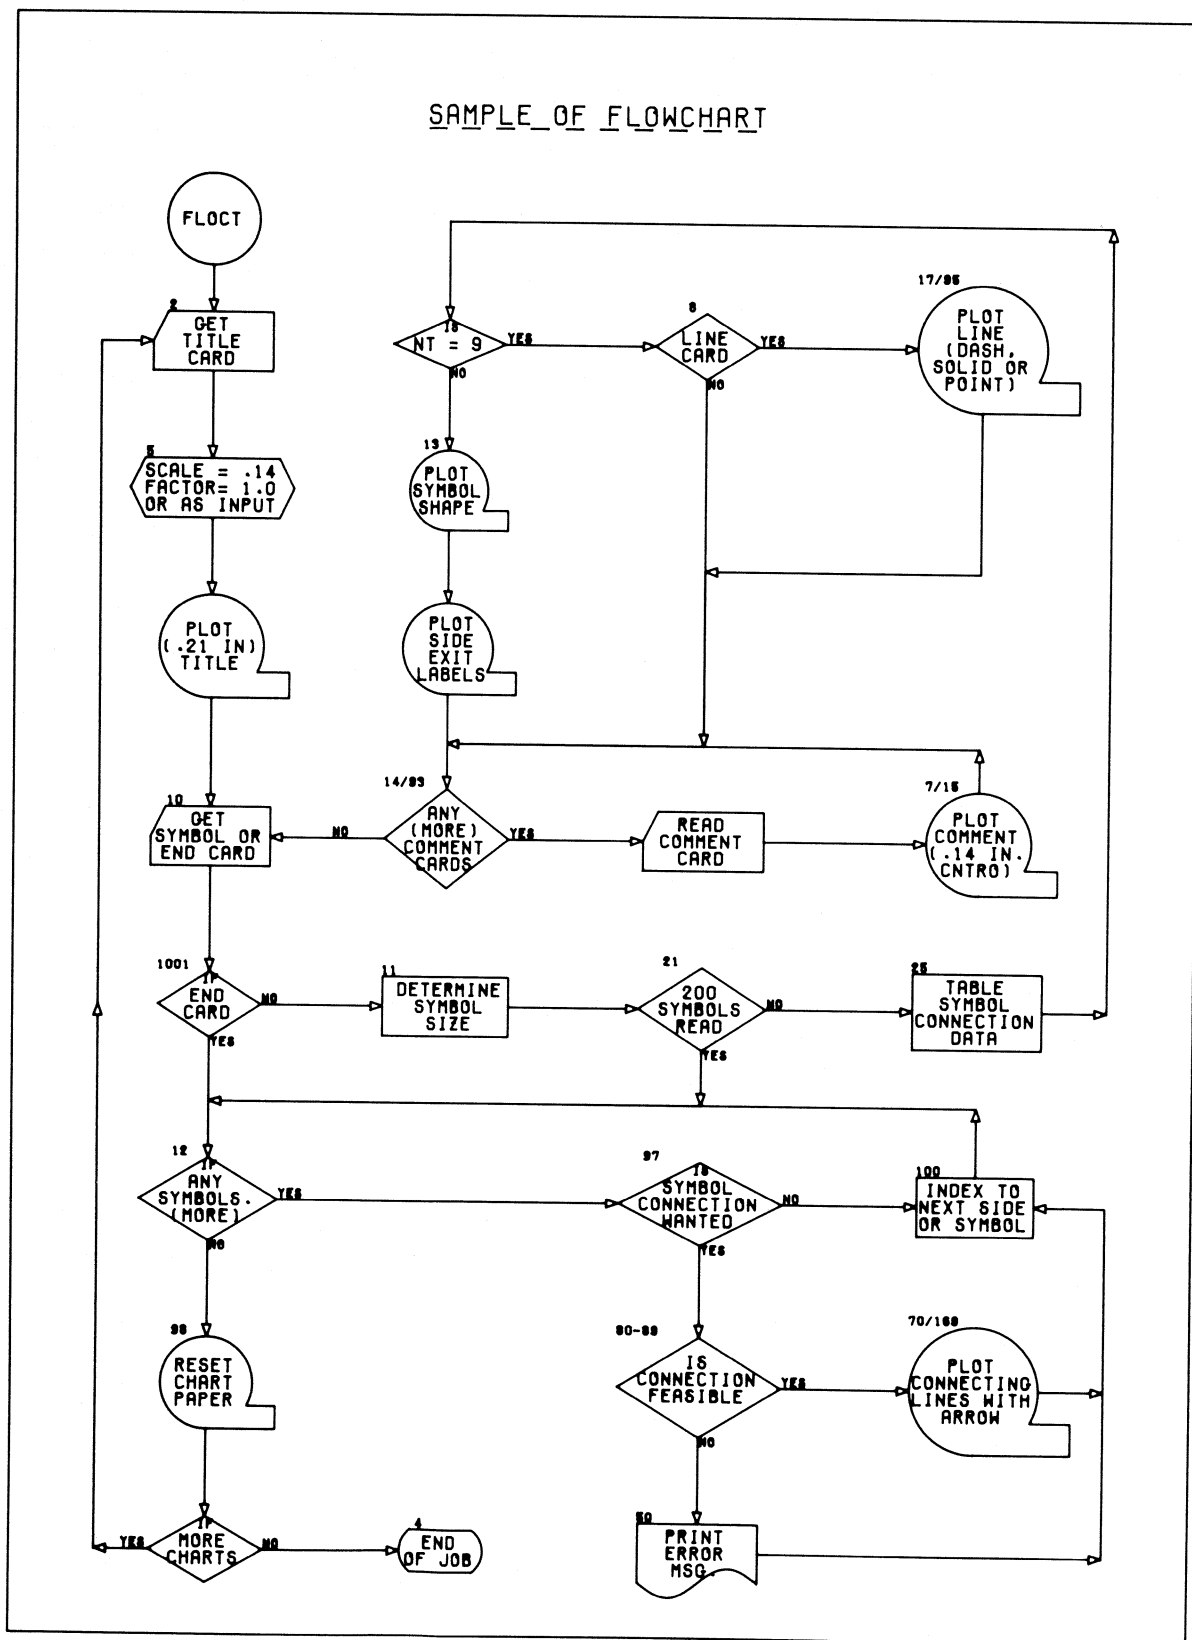 SAMPLE OF FLOWCHART
FLOCT
2
GET
TITLE
CARD
5
SCALE = .14
FACTOR= 1.0
OR AS INPUT
PLOT
(.21 IN)
TITLE
10
GET
SYMBOL OR
END CARD
1001
IF
END
CARD
NO
YES
12
IF
ANY
SYMBOLS.
(MORE)
YES
NO
98
RESET
CHART
PAPER
IF
MORE
CHARTS
YES
NO
4
END
OF JOB
IS
NT = 9
YES
NO
13
PLOT
SYMBOL
SHAPE
PLOT
SIDE
EXIT
LABELS
14/93
ANY
(MORE)
COMMENT
CARDS
NO
YES
11
DETERMINE
SYMBOL
SIZE
8
LINE
CARD
YES
NO
READ
COMMENT
CARD
21
200
SYMBOLS
READ
NO
YES
97
IS
SYMBOL
CONNECTION
WANTED
NO
YES
80-89
IS
CONNECTION
FEASIBLE
YES
NO
50
PRINT
ERROR
MSG.
17/95
PLOT
LINE
(DASH,
SOLID OR
POINT)
7/15
PLOT
COMMENT
(.14 IN.
CNTRD)
25
TABLE
SYMBOL
CONNECTION
DATA
100
INDEX TO
NEXT SIDE
OR SYMBOL
70/169
PLOT
CONNECTING
LINES WITH
ARROW